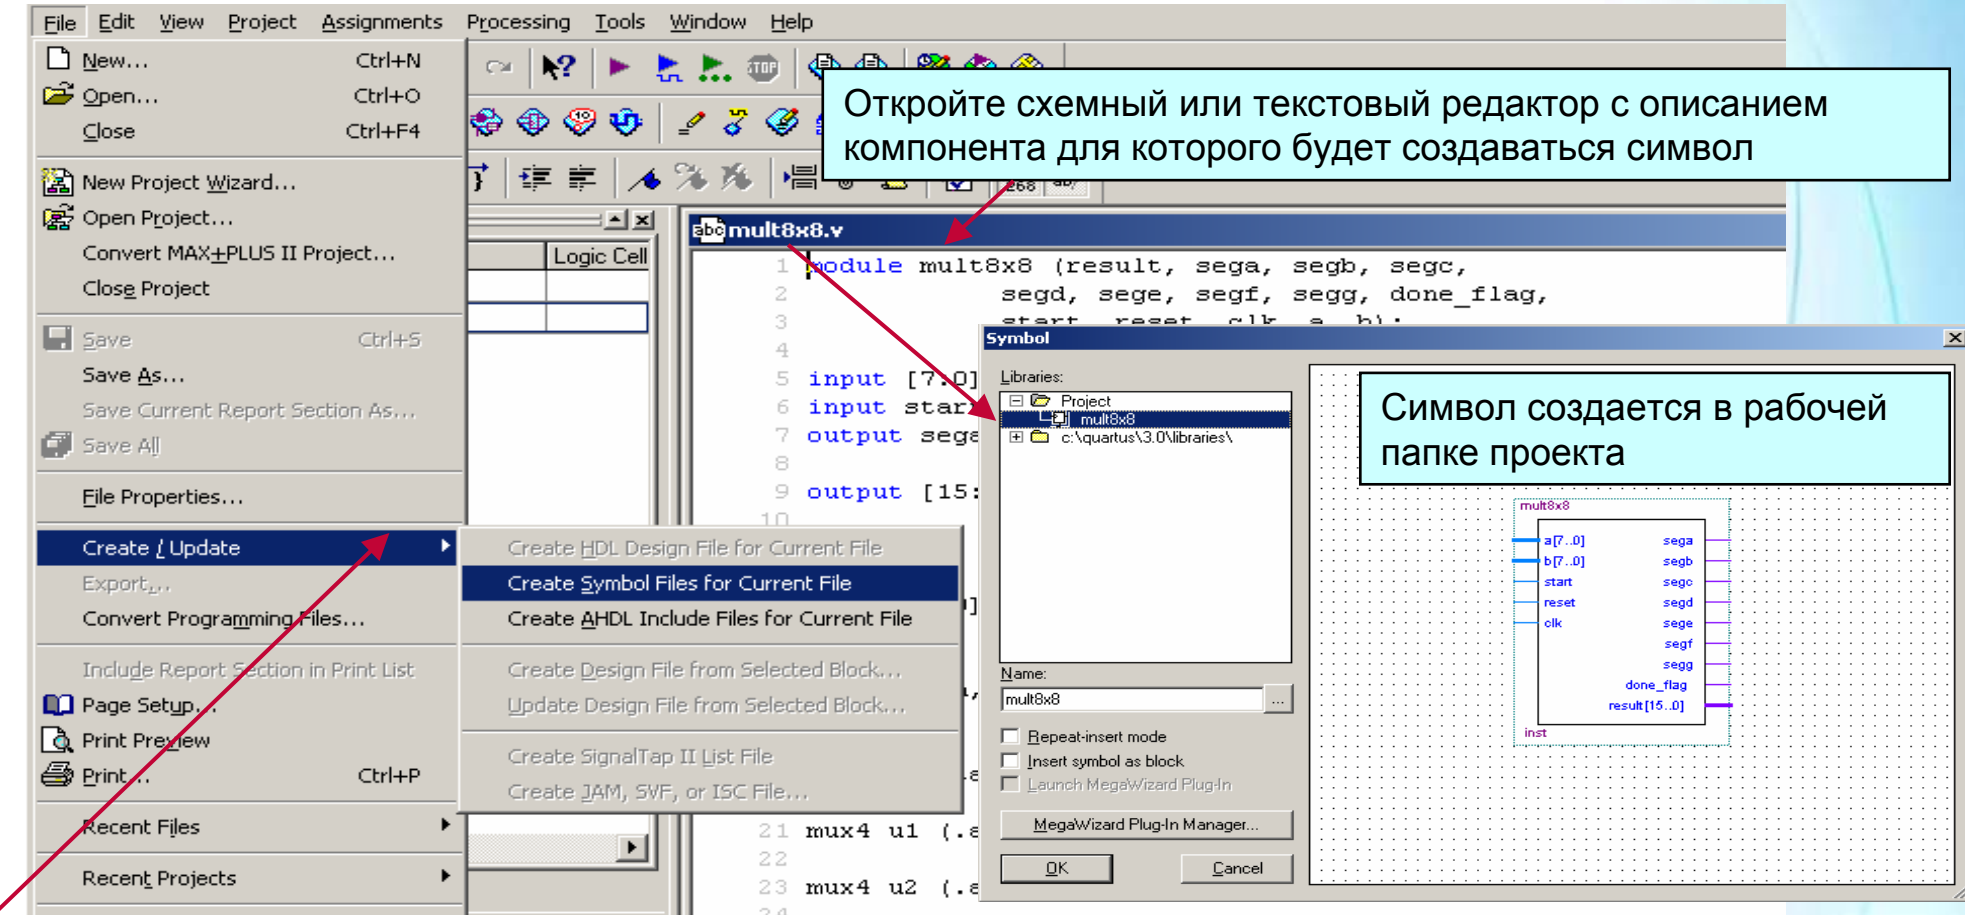 File Edit View Project Assignments Processing Tools Window Help
New... Ctrl+N
Open... Ctrl+O
Close Ctrl+F4
New Project Wizard...
Open Project...
Convert MAX+PLUS II Project...
Close Project
Save Ctrl+S
Save As...
Save Current Report Section As...
Save All
File Properties...
Create / Update
Export...
Convert Programming Files...
Include Report Section in Print List
Page Setup...
Print Preview
Print... Ctrl+P
Recent Files
Recent Projects
Create HDL Design File for Current File
Create Symbol Files for Current File
Create AHDL Include Files for Current File
Create Design File from Selected Block...
Update Design File from Selected Block...
Create SignalTap II List File
Create JAM, SVF, or ISC File...
STOP
Откройте схемный или текстовый редактор с описанием
компонента для которого будет создаваться символ
268
Logic Cell
abc mult8x8.v
1 module mult8x8 (result, sega, segb, segc,
2 segd, sege, segf, segg, done_flag,
3 start, reset, clk, a, b);
4
5 input [7:0]
6 input star
7 output sega
8
9 output [15:
10
21 mux4 u1 (.a
22
23 mux4 u2 (.a
24
Symbol
Libraries:
Project
mult8x8
c:\quartus\3.0\libraries\
Name:
mult8x8
...
Repeat-insert mode
Insert symbol as block
Launch MegaWizard Plug-In
MegaWizard Plug-In Manager...
OK Cancel
Символ создается в рабочей
папке проекта
mult8x8
a[7..0] sega
b[7..0] segb
start segc
reset segd
clk sege
segf
segg
done_flag
result[15..0]
inst